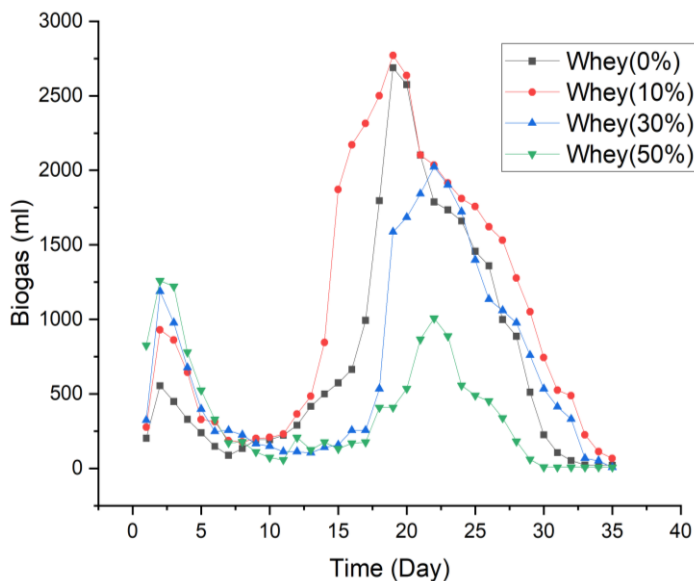 3000
2500
2000
1500
1000
500
0
Biogas (ml)
Whey(0%)
Whey(10%)
Whey(30%)
Whey(50%)
0 5 10 15 20 25 30 35 40
Time (Day)